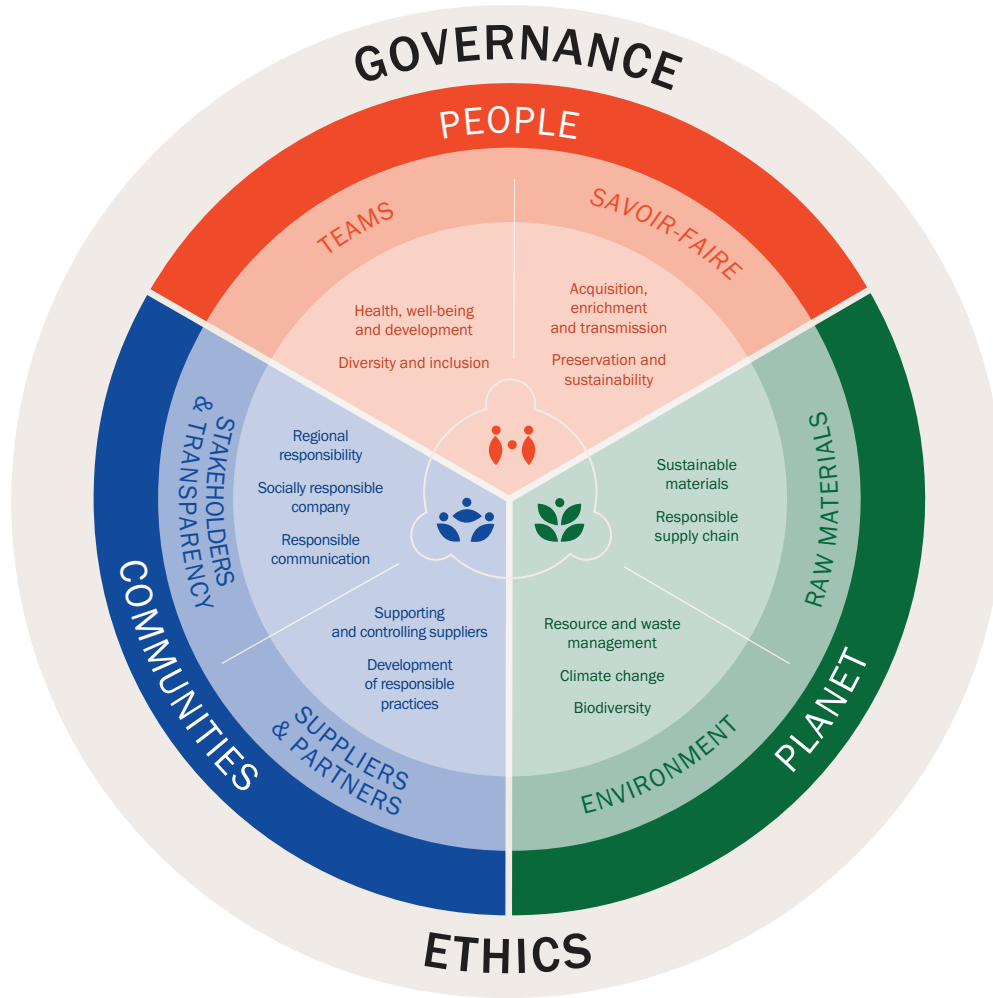 GOVERNANCE
PEOPLE
TEAMS
Health, well-being
and development
Diversity and inclusion
SAVOIR-FAIRE
Acquisition,
enrichment
and transmission
Preservation and
sustainability
STAKEHOLDERS
& TRANSPARENCY
Regional
responsibility
Socially responsible
company
Responsible
communication
COMMUNITIES
Supporting
and controlling suppliers
Development
of responsible
practices
SUPPLIERS
& PARTNERS
RAW MATERIALS
Sustainable
materials
Responsible
supply chain
PLANET
Resource and waste
management
Climate change
Biodiversity
ENVIRONMENT
ETHICS